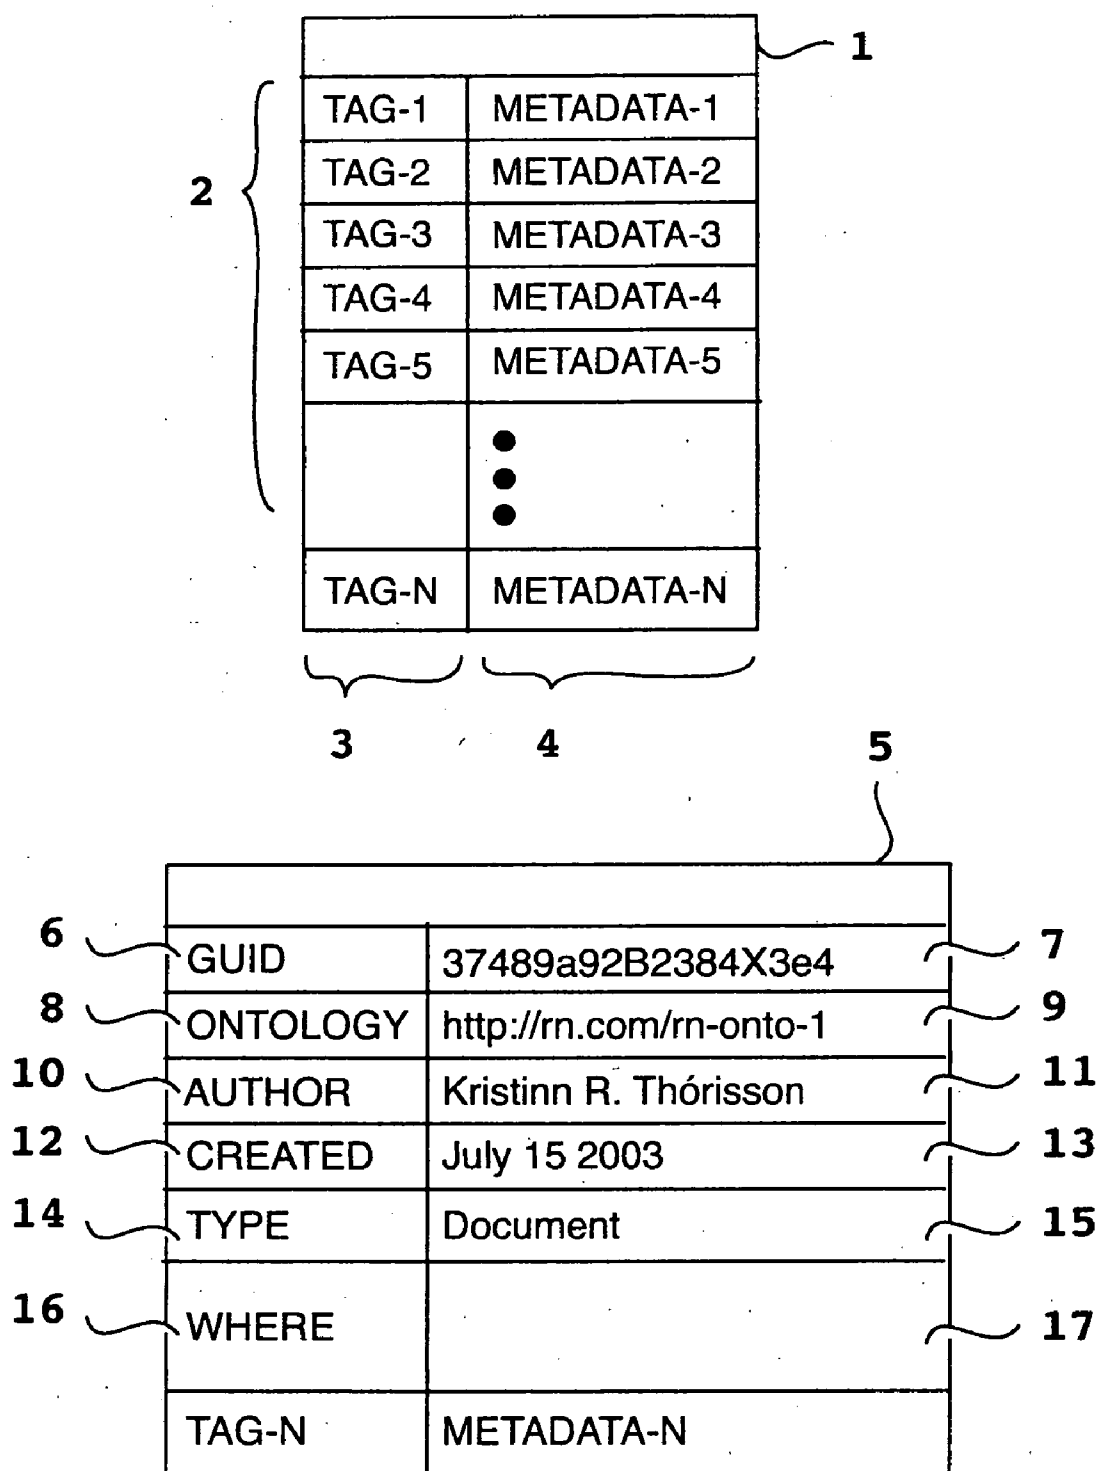 1
TAG-1 METADATA-1
TAG-2 METADATA-2
2
TAG-3 METADATA-3
TAG-4 METADATA-4
TAG-5 METADATA-5
TAG-N METADATA-N
3 4
5
6 GUID 37489a92B2384X3e4 7
8 ONTOLOGY http://rn.com/rn-onto-1 9
10 AUTHOR Kristinn R. Thórisson 11
12 CREATED July 15 2003 13
14 TYPE Document 15
16 WHERE 17
TAG-N METADATA-N